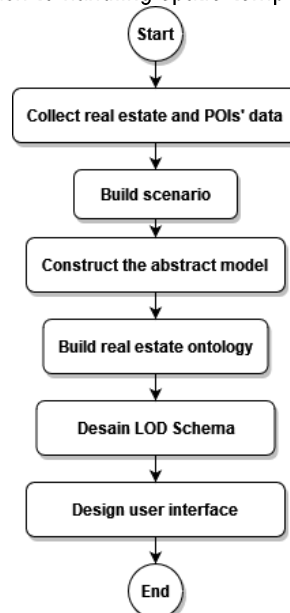 Start
Collect real estate and POIs' data
Build scenario
Construct the abstract model
Build real estate ontology
Desain LOD Schema
Design user interface
End